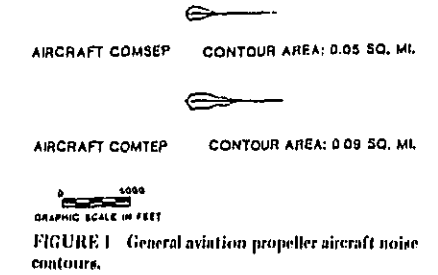 AIRCRAFT COMSEP CONTOUR AREA: 0.05 SQ. MI.
AIRCRAFT COMTEP CONTOUR AREA: 0.09 SQ. MI.
0 1000
GRAPHIC SCALE IN FEET
FIGURE 1 General aviation propeller aircraft noise
contours.